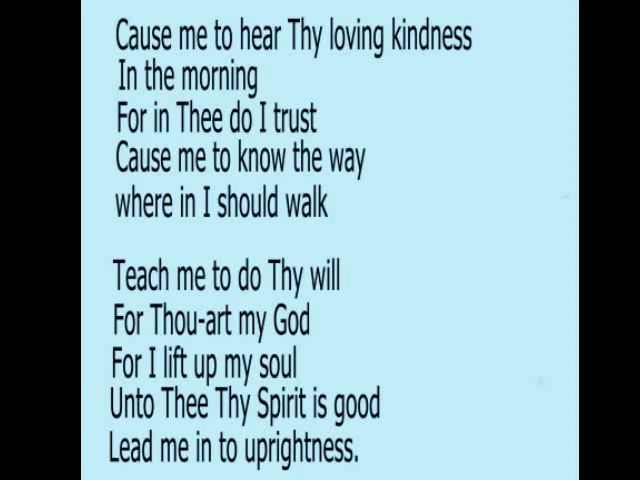 Cause me to hear Thy loving kindness
In the morning
For in Thee do I trust
Cause me to know the way
where in I should walk
Teach me to do Thy will
For Thou-art my God
For I lift up my soul
Unto Thee Thy Spirit is good
Lead me in to uprightness.